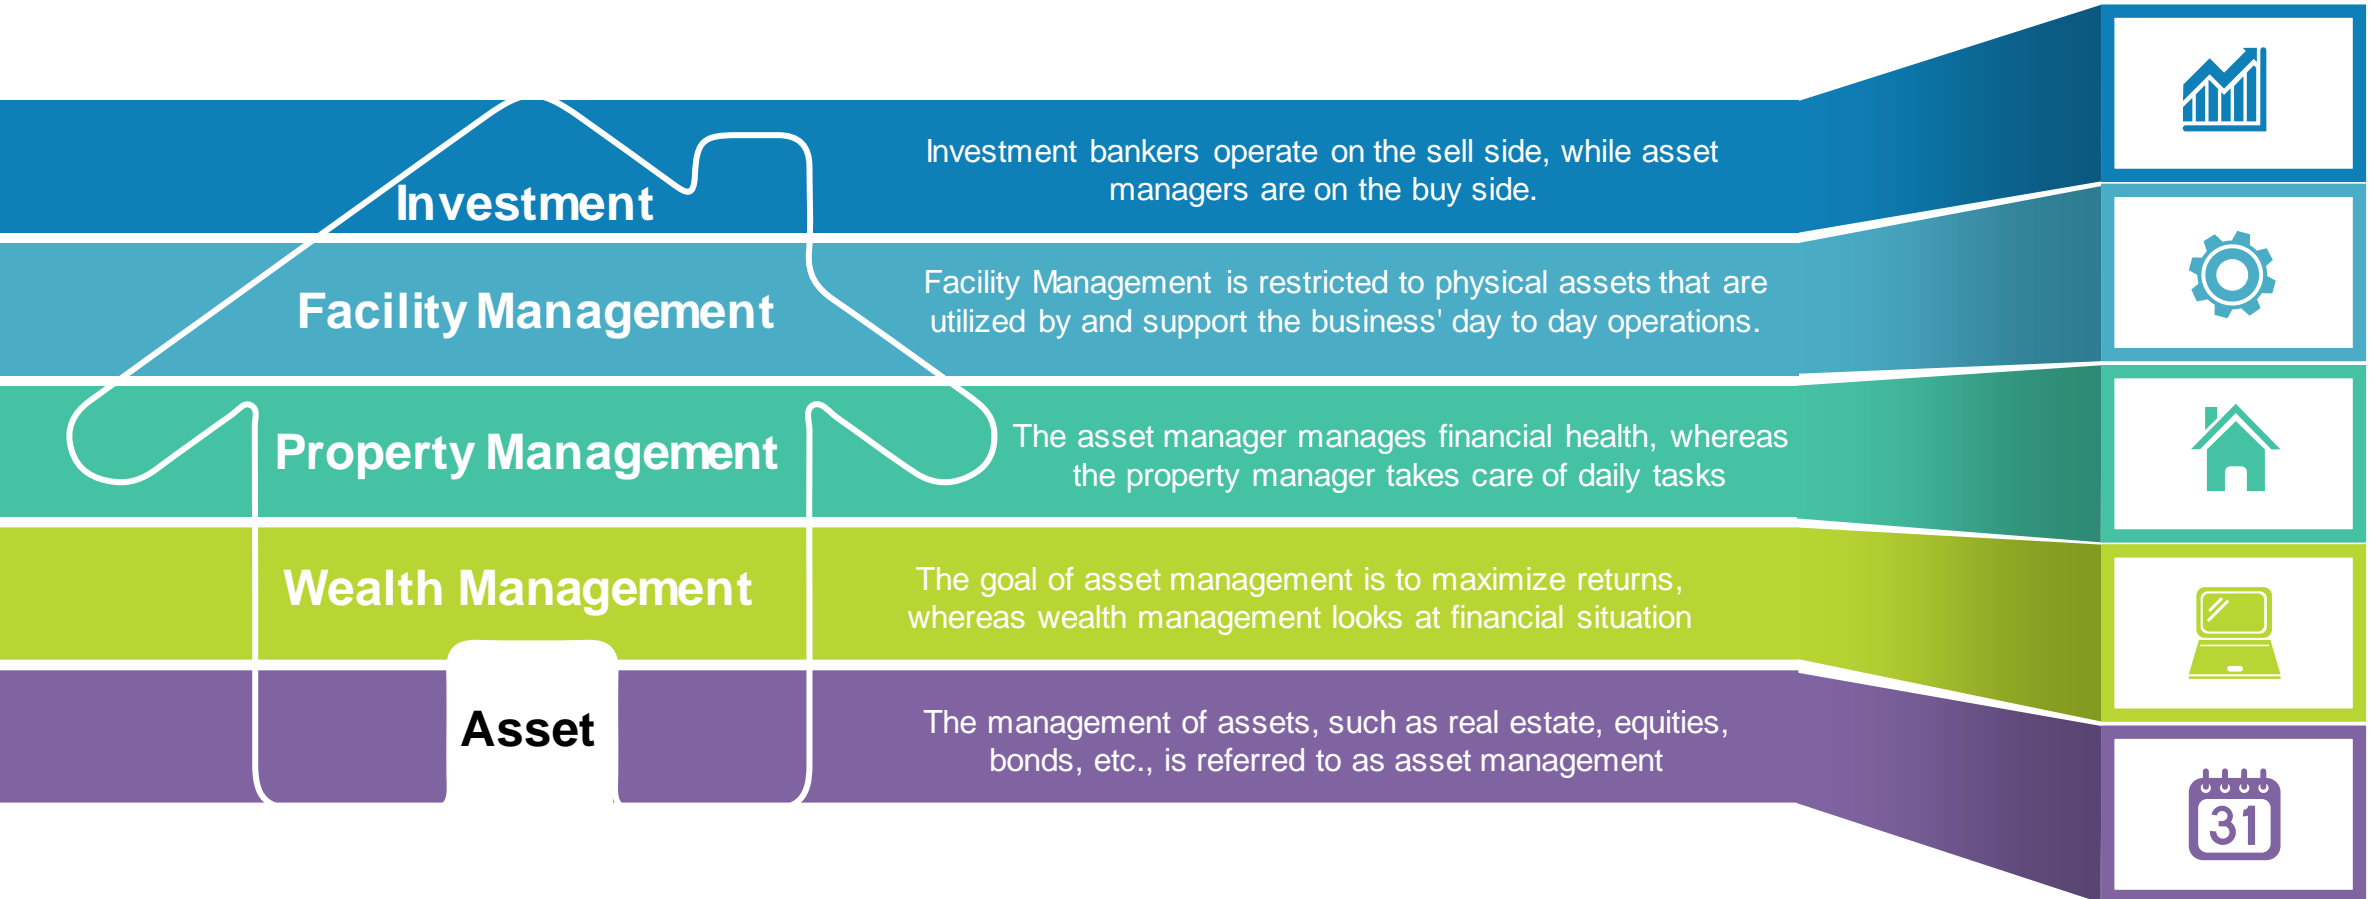 Investment
Investment bankers operate on the sell side, while asset
managers are on the buy side.
Facility Management
Facility Management is restricted to physical assets that are
utilized by and support the business' day to day operations.
Property Management
The asset manager manages financial health, whereas
the property manager takes care of daily tasks
Wealth Management
The goal of asset management is to maximize returns,
whereas wealth management looks at financial situation
Asset
The management of assets, such as real estate, equities,
bonds, etc., is referred to as asset management
31